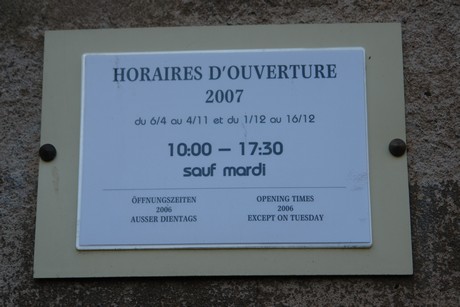 HORAIRES D'OUVERTURE
2007
du 6/4 au 4/11 et du 1/12 au 16/12
10:00 – 17:30
sauf mardi
ÖFFNUNGSZEITEN
2006
AUSSER DIENTAGS
OPENING TIMES
2006
EXCEPT ON TUESDAY